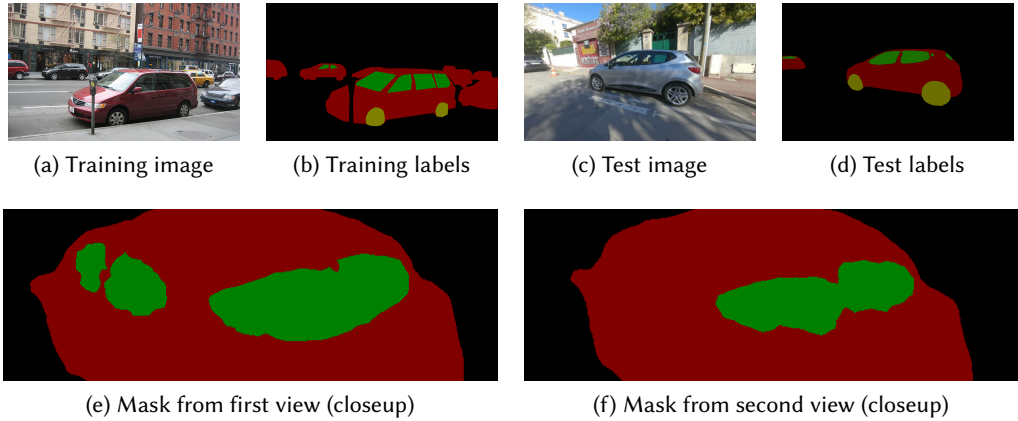 (a) Training image
(b) Training labels
(c) Test image
(d) Test labels
(e) Mask from first view (closeup)
(f) Mask from second view (closeup)